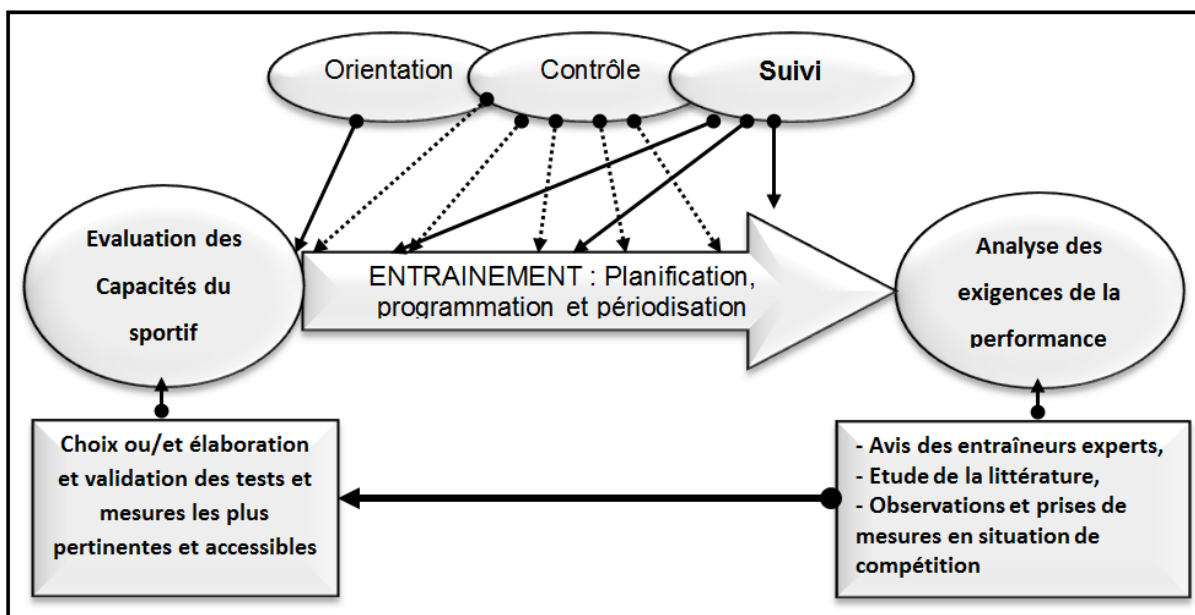 Orientation
Contrôle
Suivi
Evaluation des
Capacités du
sportif
ENTRAINEMENT : Planification,
programmation et périodisation
Analyse des
exigences de la
performance
Choix ou/et élaboration
et validation des tests et
mesures les plus
pertinentes et accessibles
- Avis des entraîneurs experts,
- Etude de la littérature,
- Observations et prises de
mesures en situation de
compétition